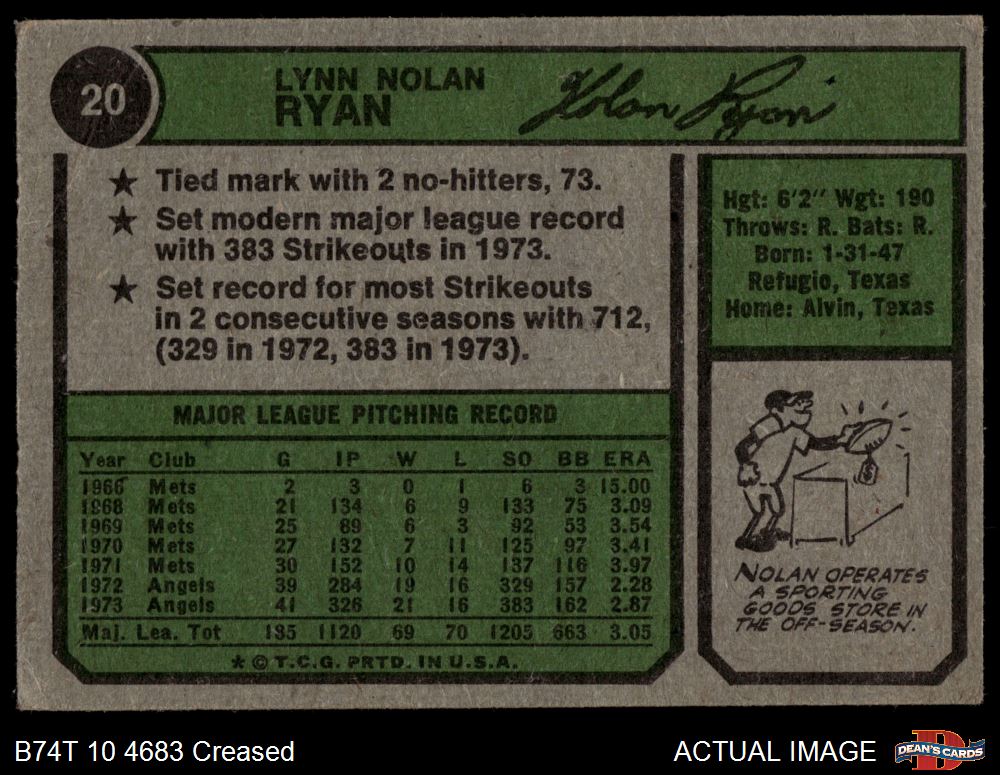 20
LYNN NOLAN
RYAN
Nolan Ryan
★ Tied mark with 2 no-hitters, 73.
★ Set modern major league record
with 383 Strikeouts in 1973.
★ Set record for most Strikeouts
in 2 consecutive seasons with 712,
(329 in 1972, 383 in 1973).
Hgt: 6'2" Wgt: 190
Throws: R. Bats: R.
Born: 1-31-47
Refugio, Texas
Home: Alvin, Texas
MAJOR LEAGUE PITCHING RECORD
Year Club G IP W L SO BB ERA
1966 Mets 2 3 0 1 6 3 15.00
1968 Mets 21 134 6 9 133 75 3.09
1969 Mets 25 89 6 3 92 53 3.54
1970 Mets 27 132 7 11 125 97 3.41
1971 Mets 30 152 10 14 137 116 3.97
1972 Angels 39 284 19 16 329 157 2.28
1973 Angels 41 326 21 16 383 162 2.87
Maj. Lea. Tot 185 1120 69 70 1205 663 3.05
★ © T.C.G. PRTD. IN U.S.A.
$
NOLAN OPERATES
A SPORTING
GOODS STORE IN
THE OFF-SEASON.
B74T 10 4683 Creased
ACTUAL IMAGE
D
DEAN'S CARDS